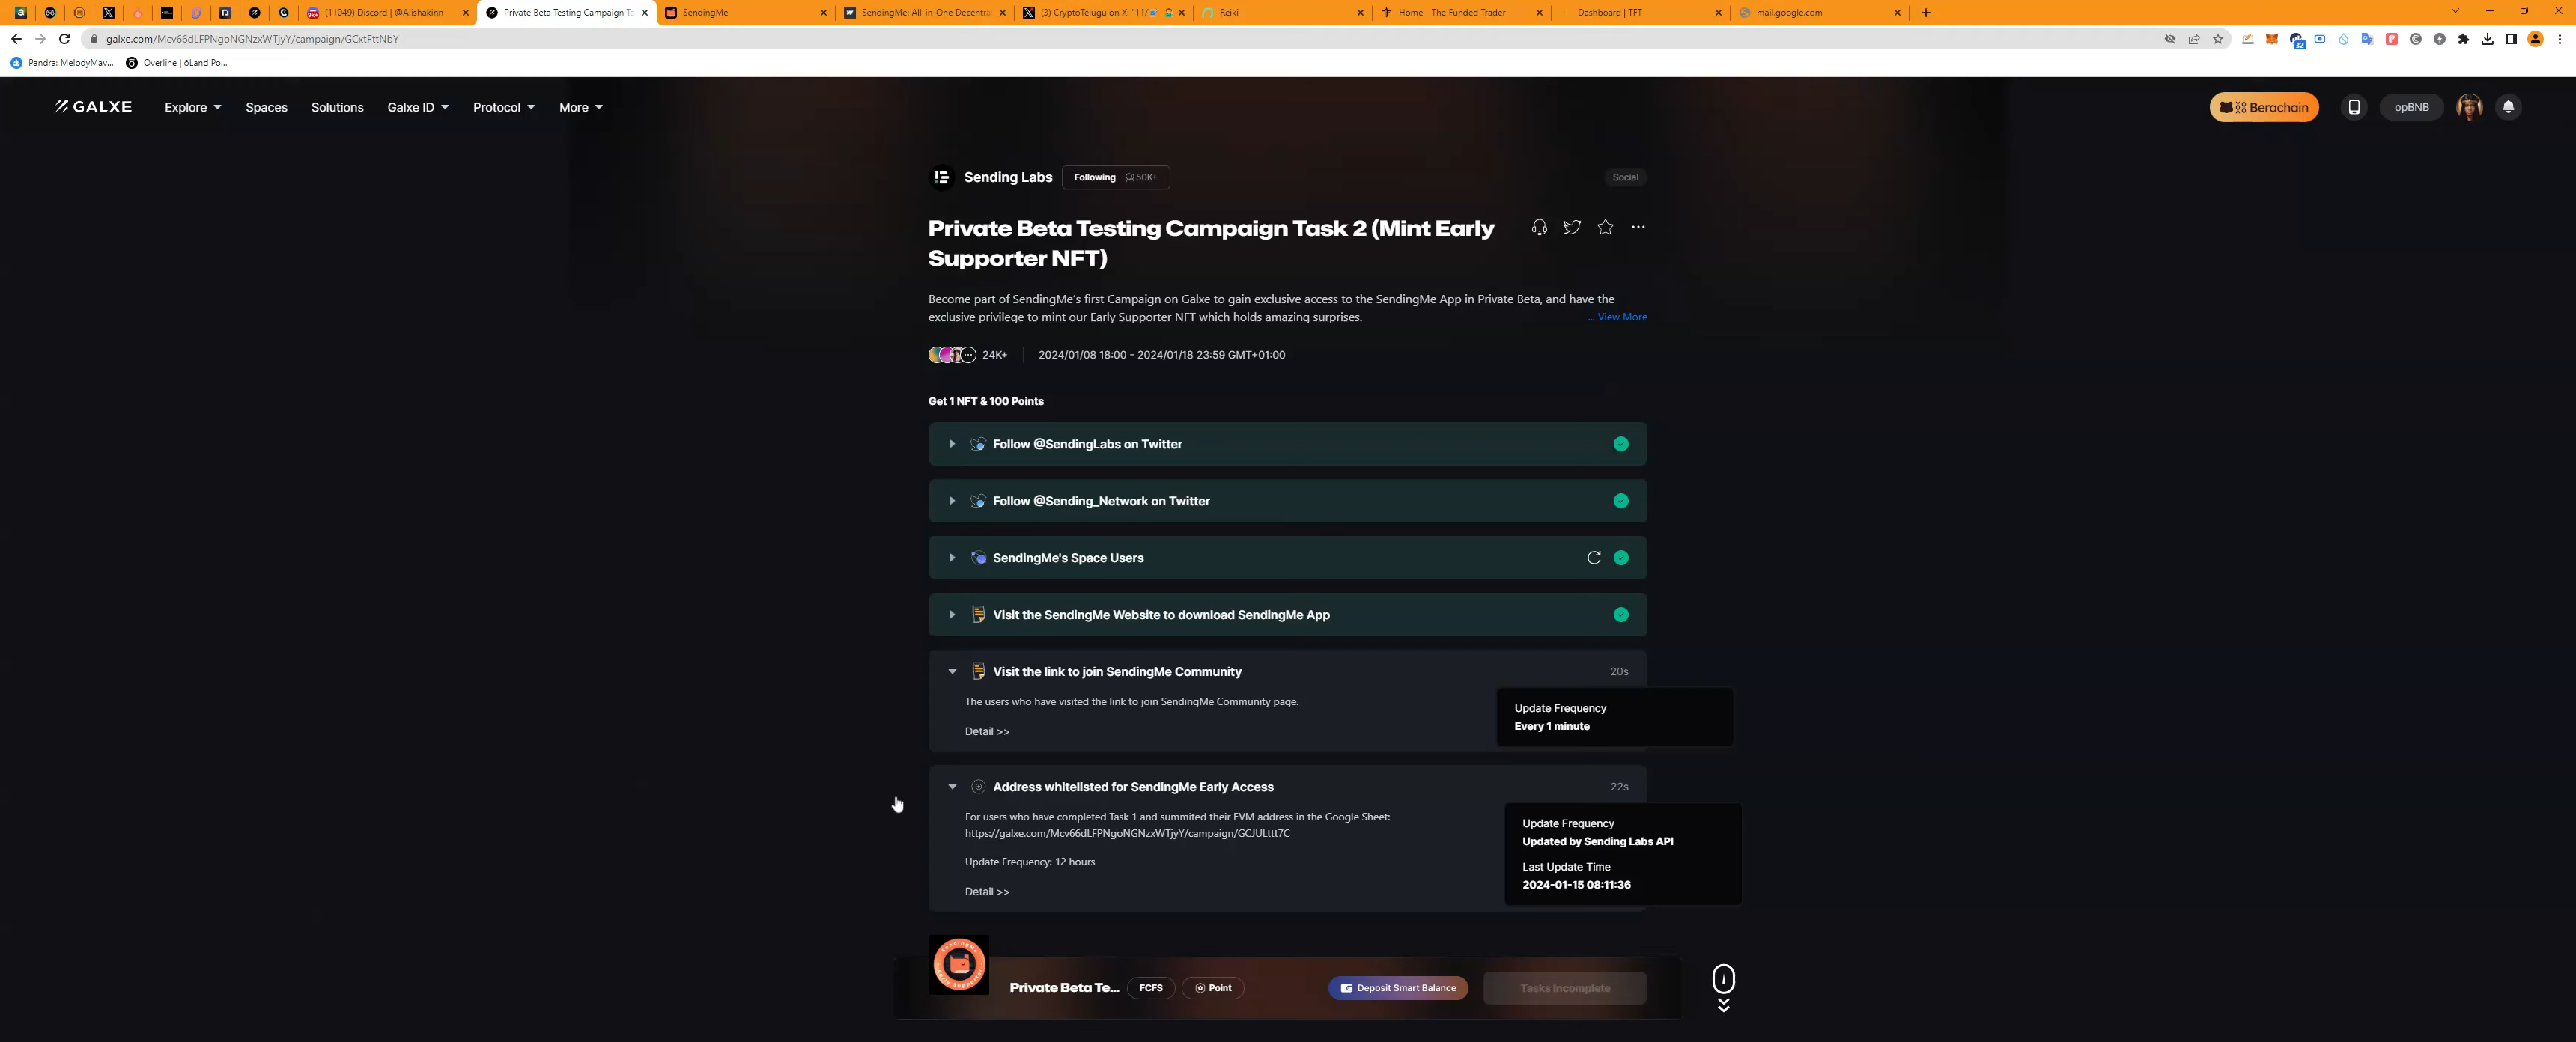 (11049) Discord | @Alishakinn
Private Beta Testing Campaign Ta
SendingMe
SendingMe: All-in-One Decentra
(3) CryptoTelugu on X: "11/
Reiki
Home - The Funded Trader
Dashboard | TFT
mail.google.com
galxe.com/Mcv66dLFPNgoNGNzxWTjyY/campaign/GCxtFttNbY
32
Pandra: MelodyMav...
Overline | 6Land Po...
GALXE
Explore
Spaces
Solutions
Galxe ID
Protocol
More
Berachain
opBNB
Sending Labs
Following
50K+
Social
Private Beta Testing Campaign Task 2 (Mint Early
Supporter NFT)
Become part of SendingMe's first Campaign on Galxe to gain exclusive access to the SendingMe App in Private Beta, and have the
exclusive privilege to mint our Early Supporter NFT which holds amazing surprises.
... View More
24K+
2024/01/08 18:00 - 2024/01/18 23:59 GMT+01:00
Get 1 NFT & 100 Points
Follow @SendingLabs on Twitter
Follow @Sending_Network on Twitter
SendingMe's Space Users
Visit the SendingMe Website to download SendingMe App
Visit the link to join SendingMe Community
20s
The users who have visited the link to join SendingMe Community page.
Detail >>
Update Frequency
Every 1 minute
Address whitelisted for SendingMe Early Access
22s
For users who have completed Task 1 and summited their EVM address in the Google Sheet:
https://galxe.com/Mcv66dLFPNgoNGNzxWTjyY/campaign/GCJULttt7C
Update Frequency: 12 hours
Detail >>
Update Frequency
Updated by Sending Labs API
Last Update Time
2024-01-15 08:11:36
Private Beta Te...
FCFS
Point
Deposit Smart Balance
Tasks Incomplete